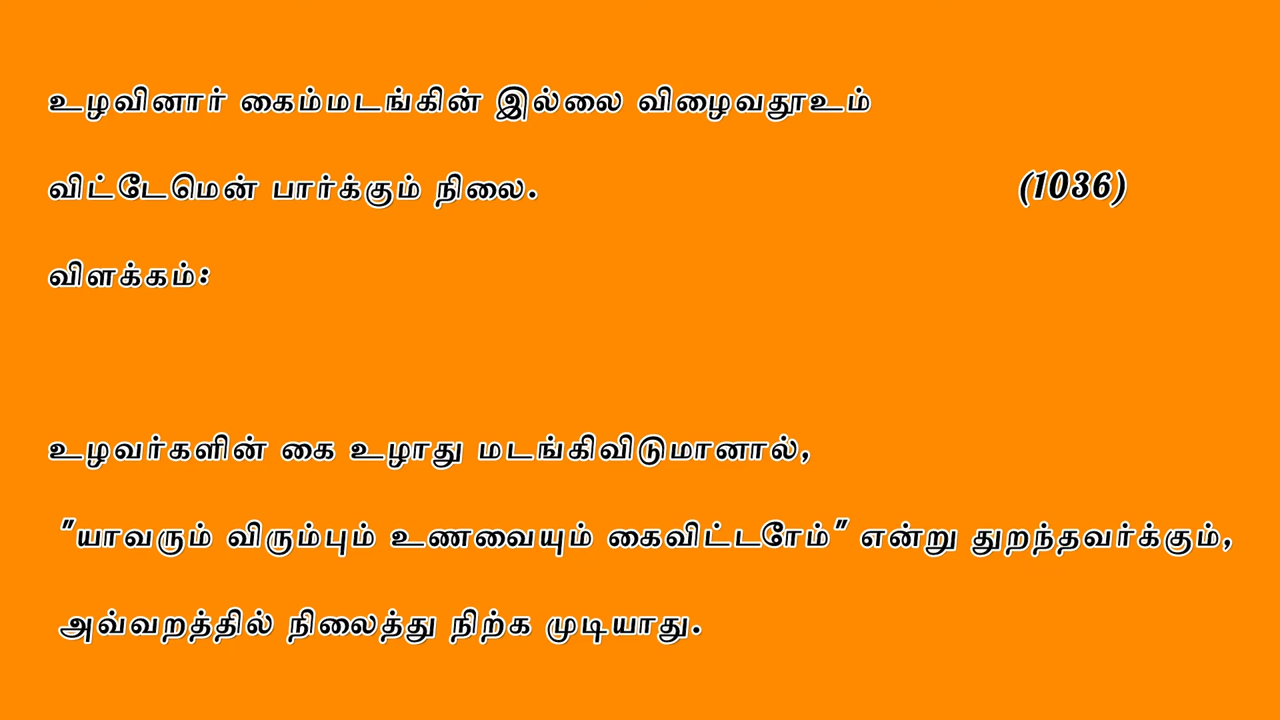 உழவினார் கைம்மடங்கின் இல்லை விழைவதூஉம்
விட்டேமென் பார்க்கும் நிலை. (1036)
விளக்கம்:
உழவர்களின் கை உழாது மடங்கிவிடுமானால்,
"யாவரும் விரும்பும் உணவையும் கைவிட்டரோம்" என்று துறந்தவர்க்கும்,
அவ்வறத்தில் நிலைத்து நிற்க முடியாது.